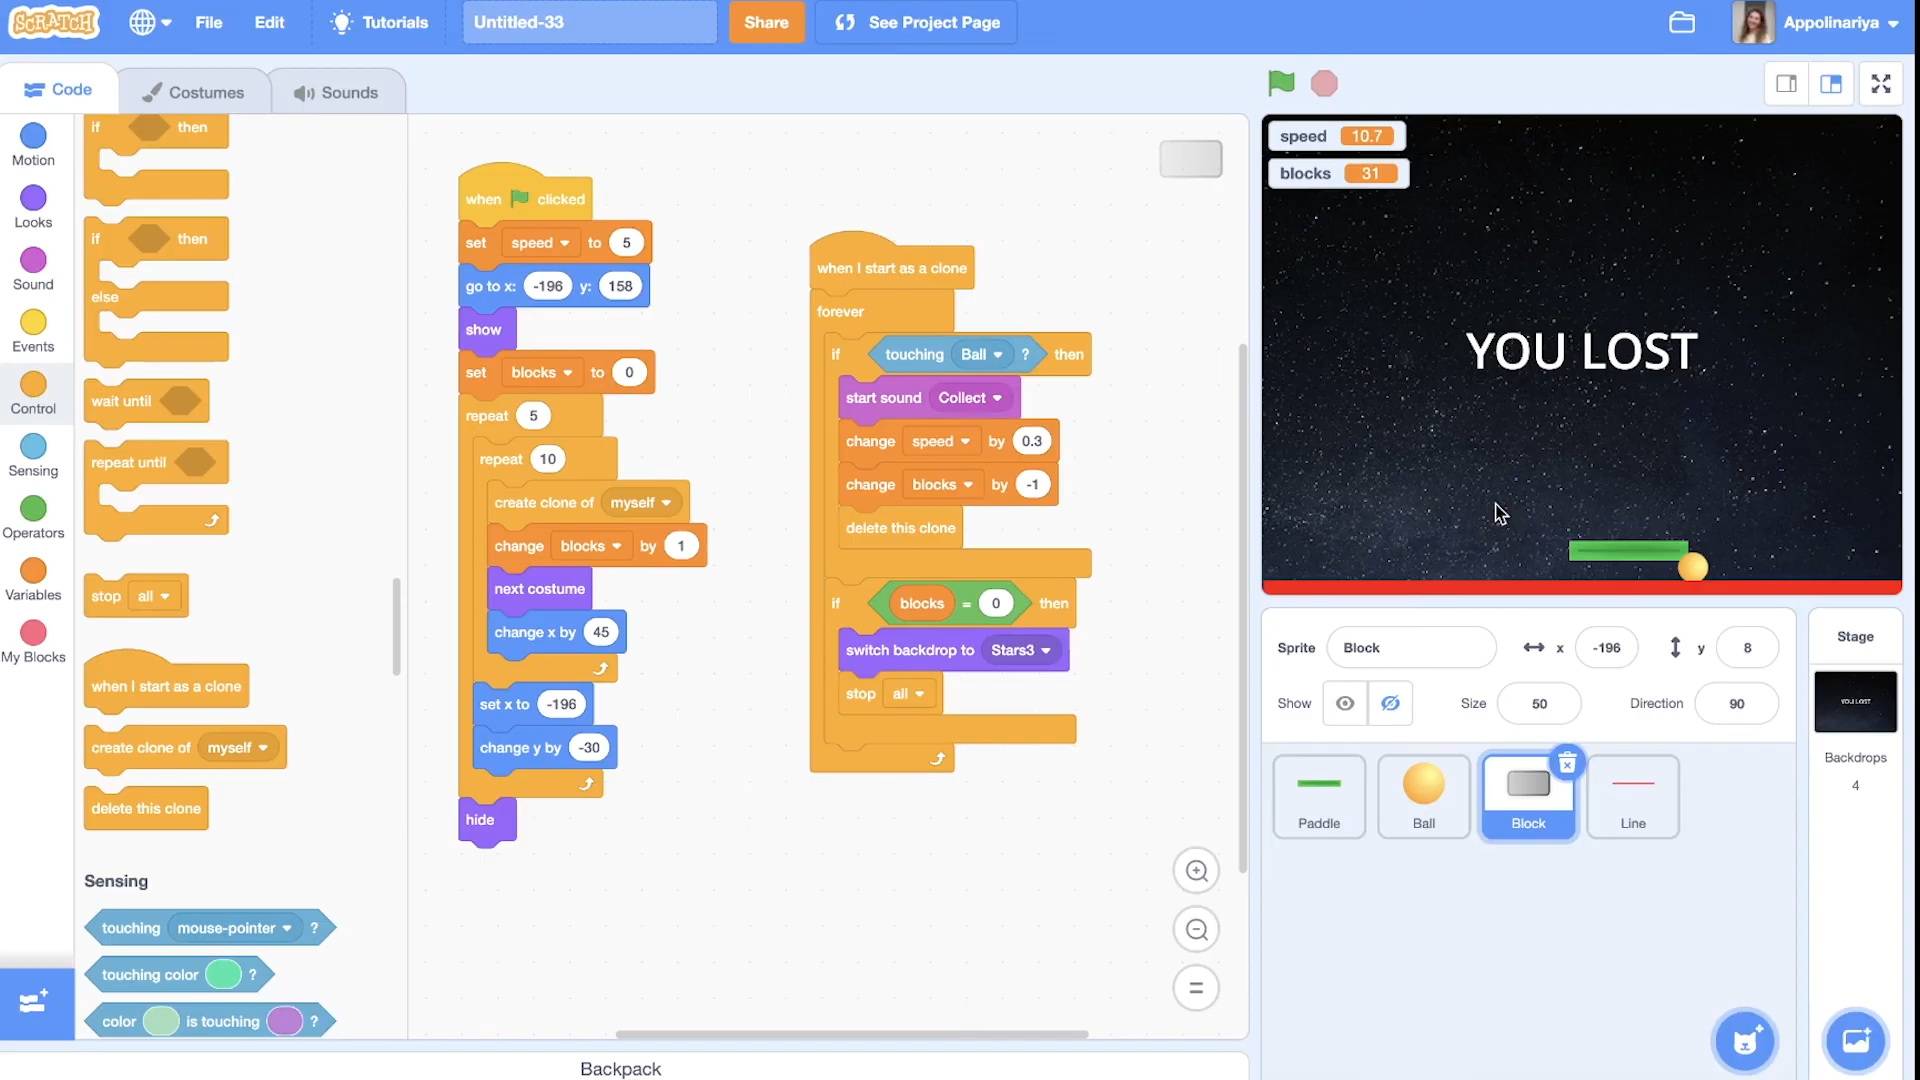 SCRATCH File Edit Tutorials Untitled-33 Share See Project Page Appolinariya
Code Costumes Sounds
Motion
Looks
Sound
Events
Control
Sensing
Operators
Variables
My Blocks
if then
if then
else
wait until
repeat until
stop all
when I start as a clone
create clone of myself
delete this clone
Sensing
touching mouse-pointer ?
touching color ?
color is touching ?
when clicked
set speed to 5
go to x: -196 y: 158
show
set blocks to 0
repeat 5
repeat 10
create clone of myself
change blocks by 1
next costume
change x by 45
set x to -196
change y by -30
hide
when I start as a clone
forever
if touching Ball ? then
start sound Collect
change speed by 0.3
change blocks by -1
delete this clone
if blocks = 0 then
switch backdrop to Stars3
stop all
speed 10.7
blocks 31
YOU LOST
Sprite Block x -196 y 8
Show Size 50 Direction 90
Paddle Ball Block Line
Stage
YOU LOST
Backdrops
4
Backpack